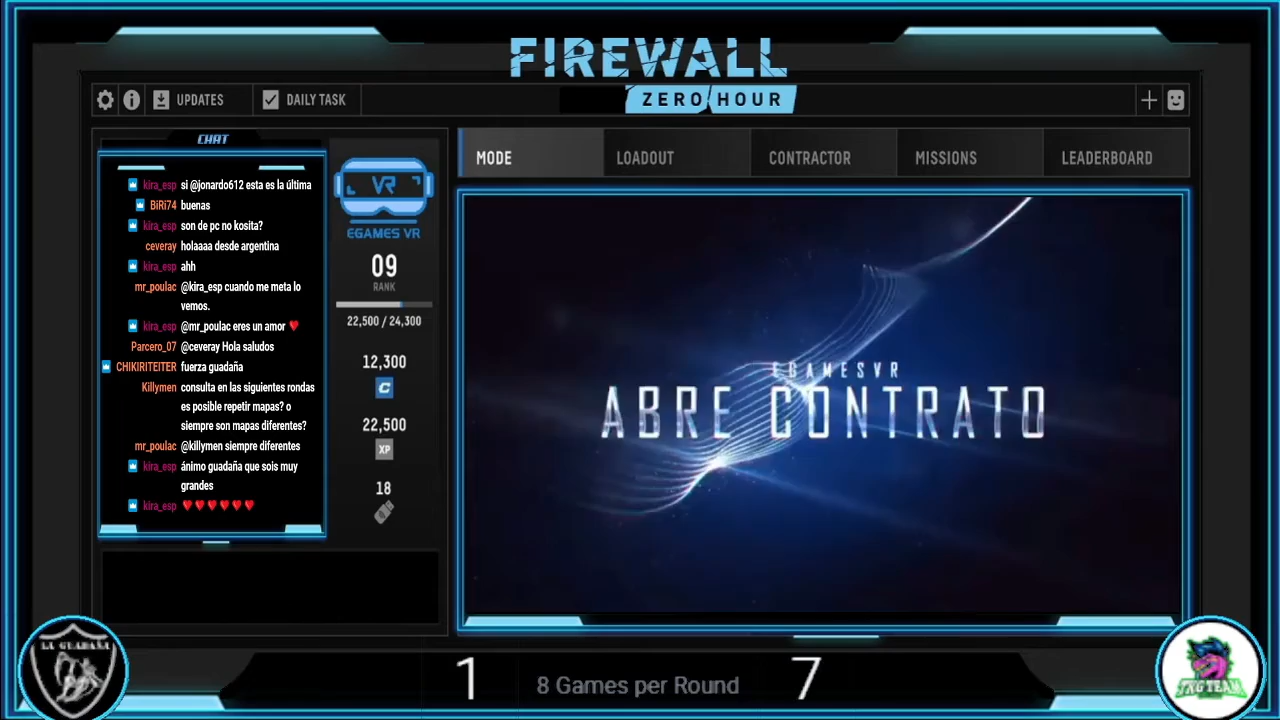 FIREWALL
ZERO HOUR
UPDATES
DAILY TASK
CHAT
kira_esp si @jonardo612 esta es la última
BiRi74 buenas
kira_esp son de pc no kosita?
ceveray holaaaa desde argentina
kira_esp ahh
mr_poulac @kira_esp cuando me meta lo
vemos.
kira_esp @mr_poulac eres un amor ♥
Parcero_07 @ceveray Hola saludos
CHIKIRITEITER fuerza guadaña
Killymen consulta en las siguientes rondas
es posible repetir mapas? o
siempre son mapas diferentes?
mr_poulac @killymen siempre diferentes
kira_esp ánimo guadaña que sois muy
grandes
kira_esp ♥♥♥♥♥♥
VR
EGAMES VR
09
RANK
22,500 / 24,300
12,300
C
22,500
XP
18
MODE
LOADOUT
CONTRACTOR
MISSIONS
LEADERBOARD
EGAMESVR
ABRE CONTRATO
LA GUADAÑA
1
8 Games per Round
7
TKG TEAM